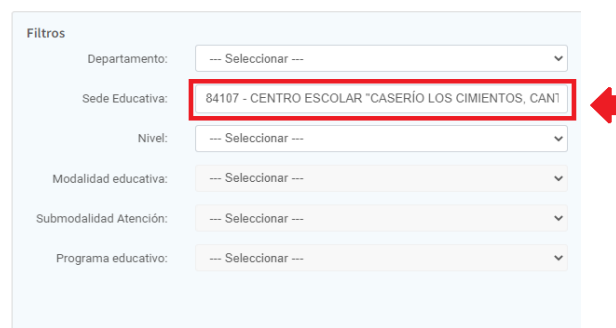 Filtros
Departamento: --- Seleccionar ---
Sede Educativa: 84107 - CENTRO ESCOLAR "CASERÍO LOS CIMIENTOS, CANT
Nivel: --- Seleccionar ---
Modalidad educativa: --- Seleccionar ---
Submodalidad Atención: --- Seleccionar ---
Programa educativo: --- Seleccionar ---